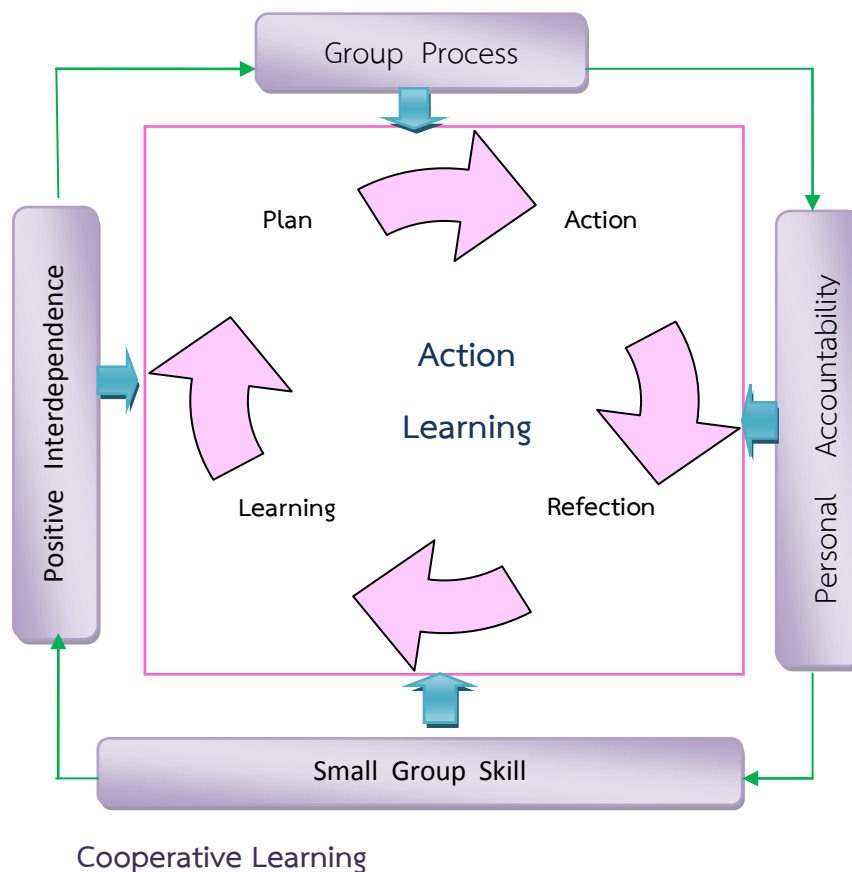 Group Process
Plan
Action
Positive Interdependence
Action
Learning
Personal Accountability
Learning
Refection
Small Group Skill
Cooperative Learning